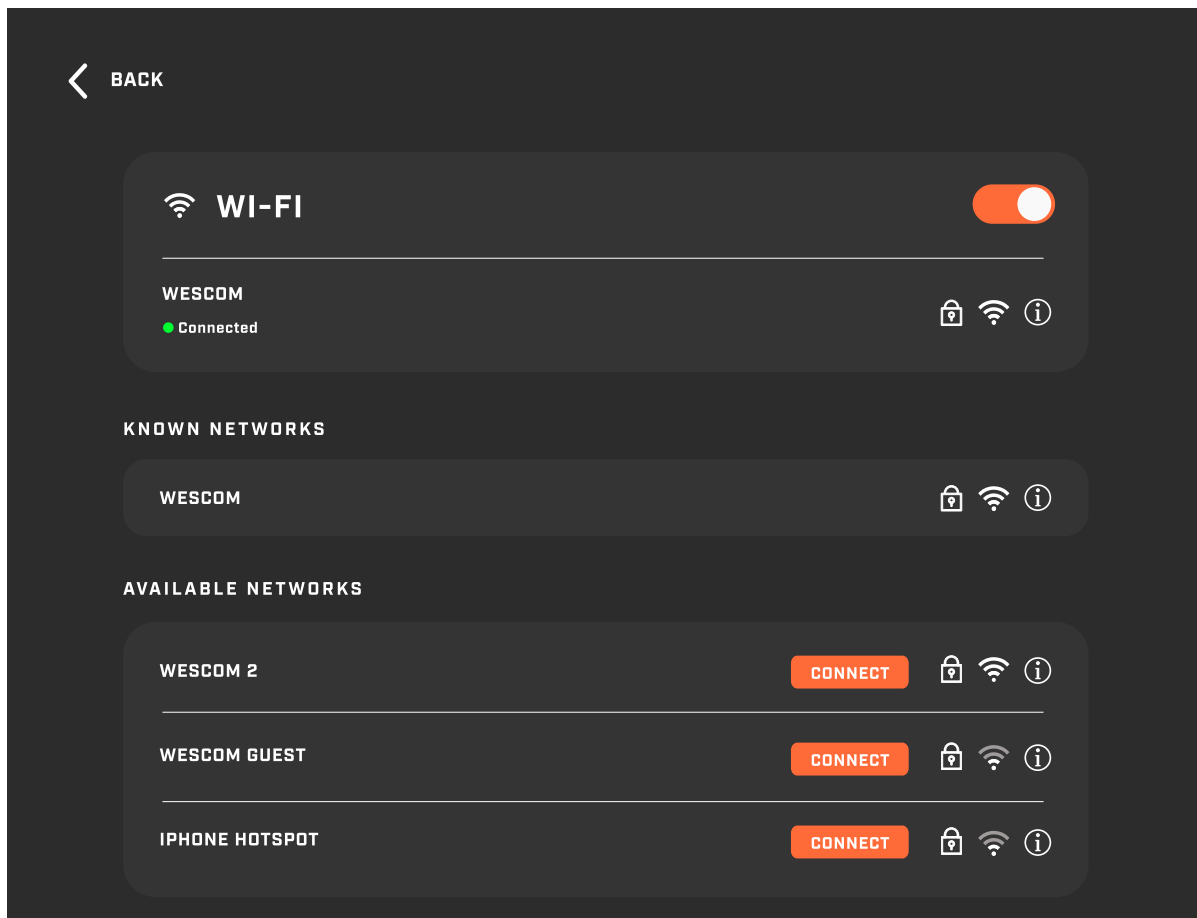 BACK
WI-FI
WESCOM
Connected
KNOWN NETWORKS
WESCOM
AVAILABLE NETWORKS
WESCOM 2
CONNECT
WESCOM GUEST
CONNECT
IPHONE HOTSPOT
CONNECT